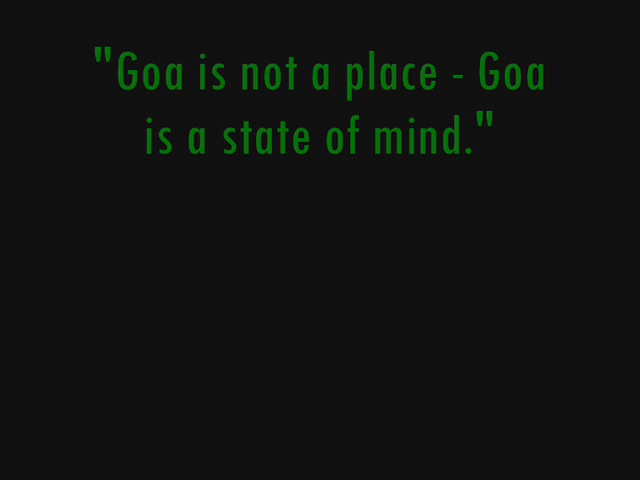 "Goa is not a place - Goa
is a state of mind."